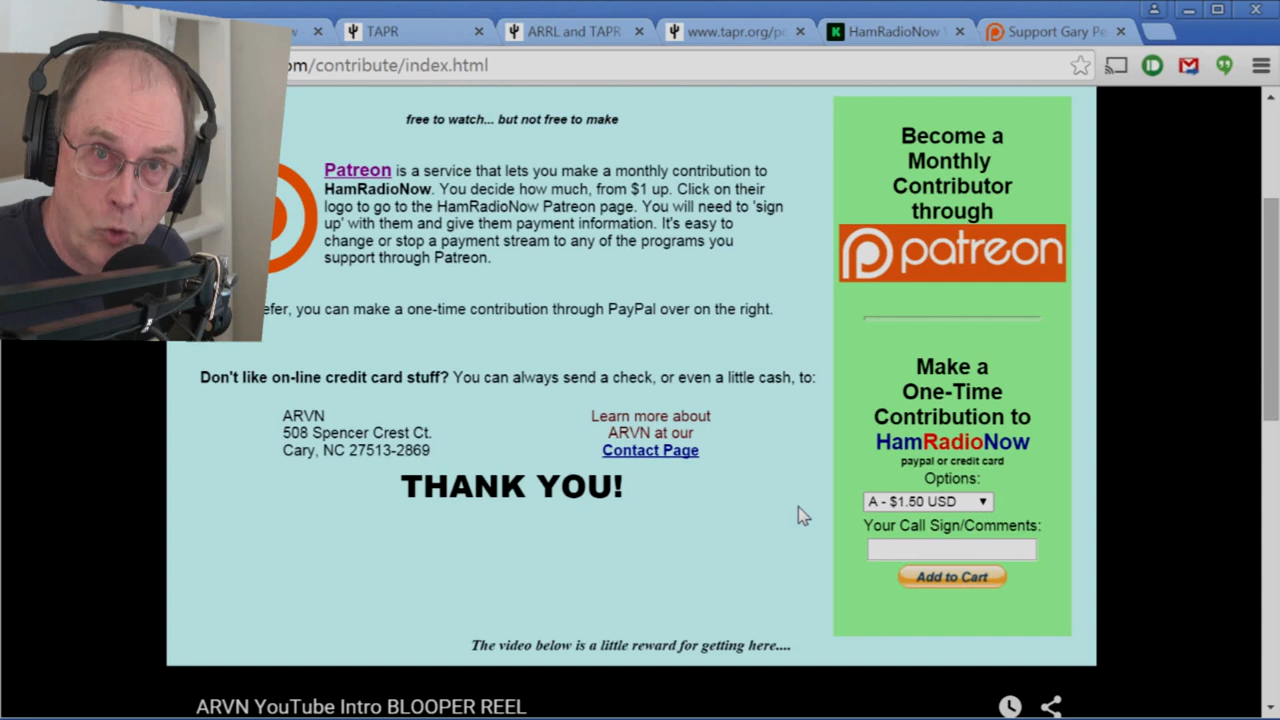 TAPR
ARRL and TAPR
www.tapr.org/p
HamRadioNow
Support Gary Pe
om/contribute/index.html
free to watch... but not free to make
Patreon is a service that lets you make a monthly contribution to
HamRadioNow. You decide how much, from $1 up. Click on their
logo to go to the HamRadioNow Patreon page. You will need to 'sign
up' with them and give them payment information. It's easy to
change or stop a payment stream to any of the programs you
support through Patreon.
efer, you can make a one-time contribution through PayPal over on the right.
Don't like on-line credit card stuff? You can always send a check, or even a little cash, to:
ARVN
508 Spencer Crest Ct.
Cary, NC 27513-2869
Learn more about
ARVN at our
Contact Page
THANK YOU!
Become a
Monthly
Contributor
through
patreon
Make a
One-Time
Contribution to
HamRadioNow
paypal or credit card
Options:
A - $1.50 USD
Your Call Sign/Comments:
Add to Cart
The video below is a little reward for getting here....
ARVN YouTube Intro BLOOPER REEL